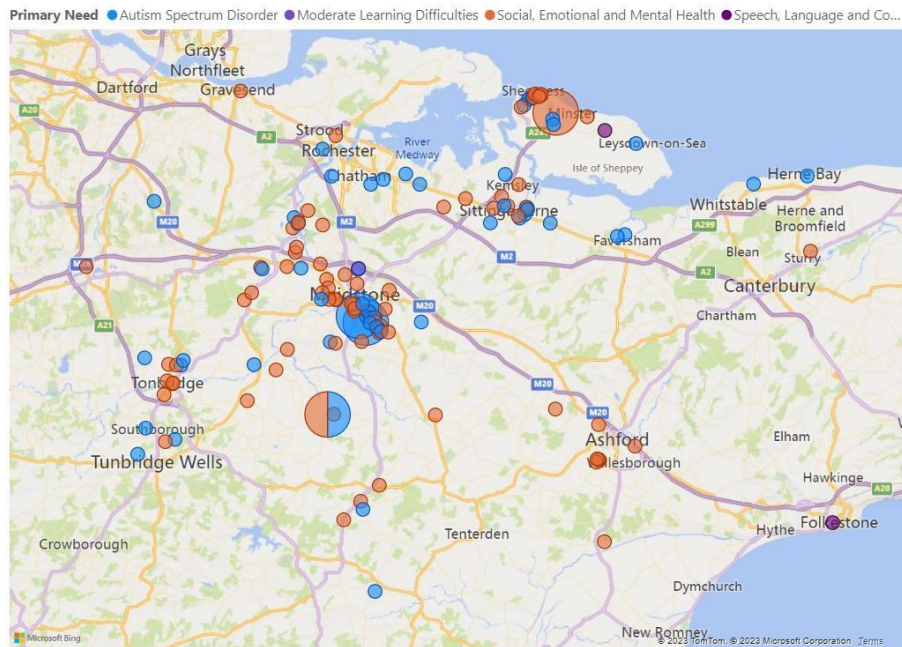 Primary Need Autism Spectrum Disorder Moderate Learning Difficulties Social, Emotional and Mental Health Speech, Language and Co...
Grays
Northfleet
Dartford
Gravesend
A20
A2
Strood
Rochester
River
Medway
Chatham
Minster
Leysdown-on-Sea
Isle of Sheppey
Kemsley
Herne Bay
Whitstable
M20
M2
A299
Herne and
Broomfield
Faversham
Blean
Sturry
M2
A2
Canterbury
Maidstone
M20
Chartham
A21
M20
Tonbridge
M20
Southborough
Ashford
Elham
Tunbridge Wells
Willesborough
Hawkinge
A20
Folkestone
Hythe
Tenterden
Crowborough
Dymchurch
New Romney
Microsoft Bing
© 2023 TomTom, © 2023 Microsoft Corporation Terms